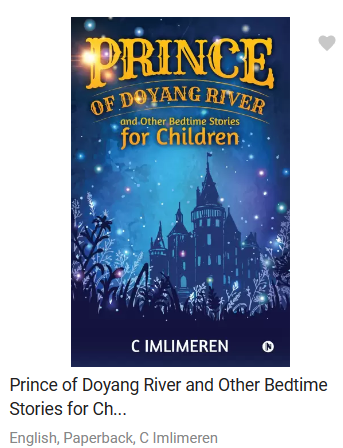 PRINCE
OF DOYANG RIVER
and Other Bedtime Stories
for Children
C IMLIMEREN
N
Prince of Doyang River and Other Bedtime
Stories for Ch...
English, Paperback, C Imlimeren